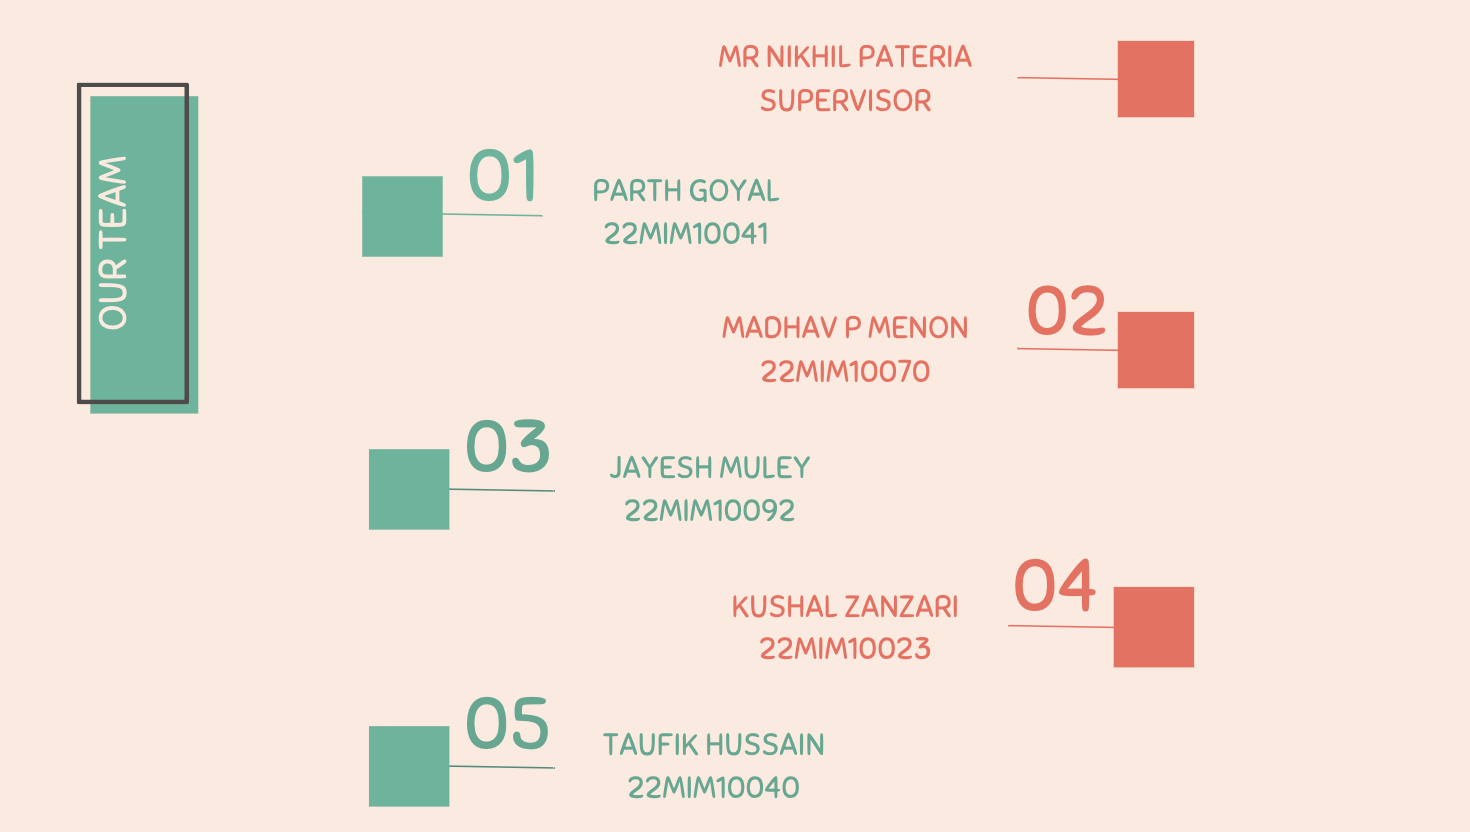 OUR TEAM
MR NIKHIL PATERIA
SUPERVISOR
01
PARTH GOYAL
22MIM10041
02
MADHAV P MENON
22MIM10070
03
JAYESH MULEY
22MIM10092
04
KUSHAL ZANZARI
22MIM10023
05
TAUFIK HUSSAIN
22MIM10040